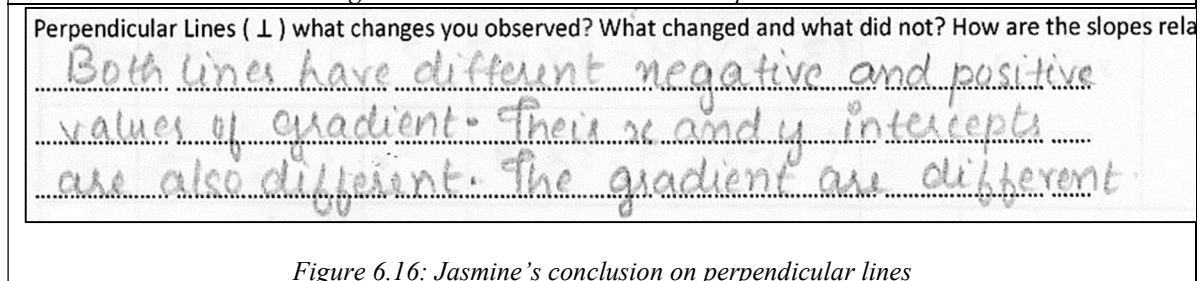 Perpendicular Lines ( ⊥ ) what changes you observed? What changed and what did not? How are the slopes rela
Both lines have different negative and positive
values of gradient. Their x and y intercepts
are also different. The gradient are different
Figure 6.16: Jasmine's conclusion on perpendicular lines